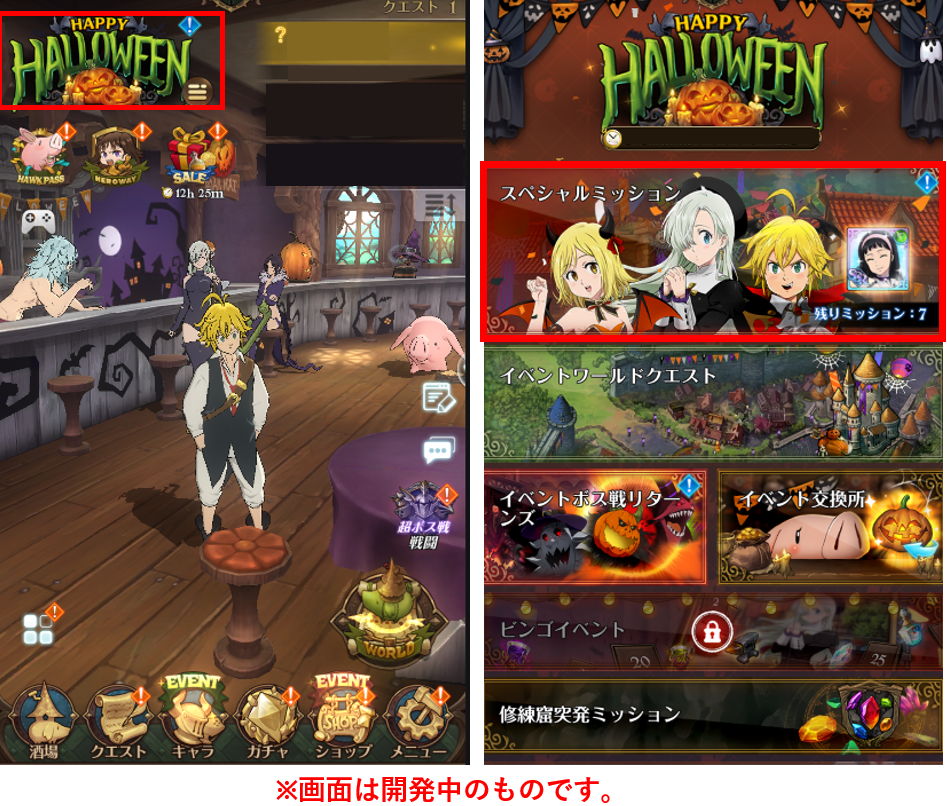 クエスト 1
HAPPY
HALLOWEEN
?
HAWK PASS
HERO WAY
SALE
12h 25m
超ボス戦
戦闘
WORLD
EVENT
EVENT
SHOP
酒場
クエスト
キャラ
ガチャ
ショップ
メニュー
HAPPY
HALLOWEEN
スペシャルミッション
残りミッション:7
イベントワールドクエスト
イベントボス戦リター
ンズ
イベント交換所
2
ビンゴイベント
20
25
修練窟突発ミッション
※画面は開発中のものです。